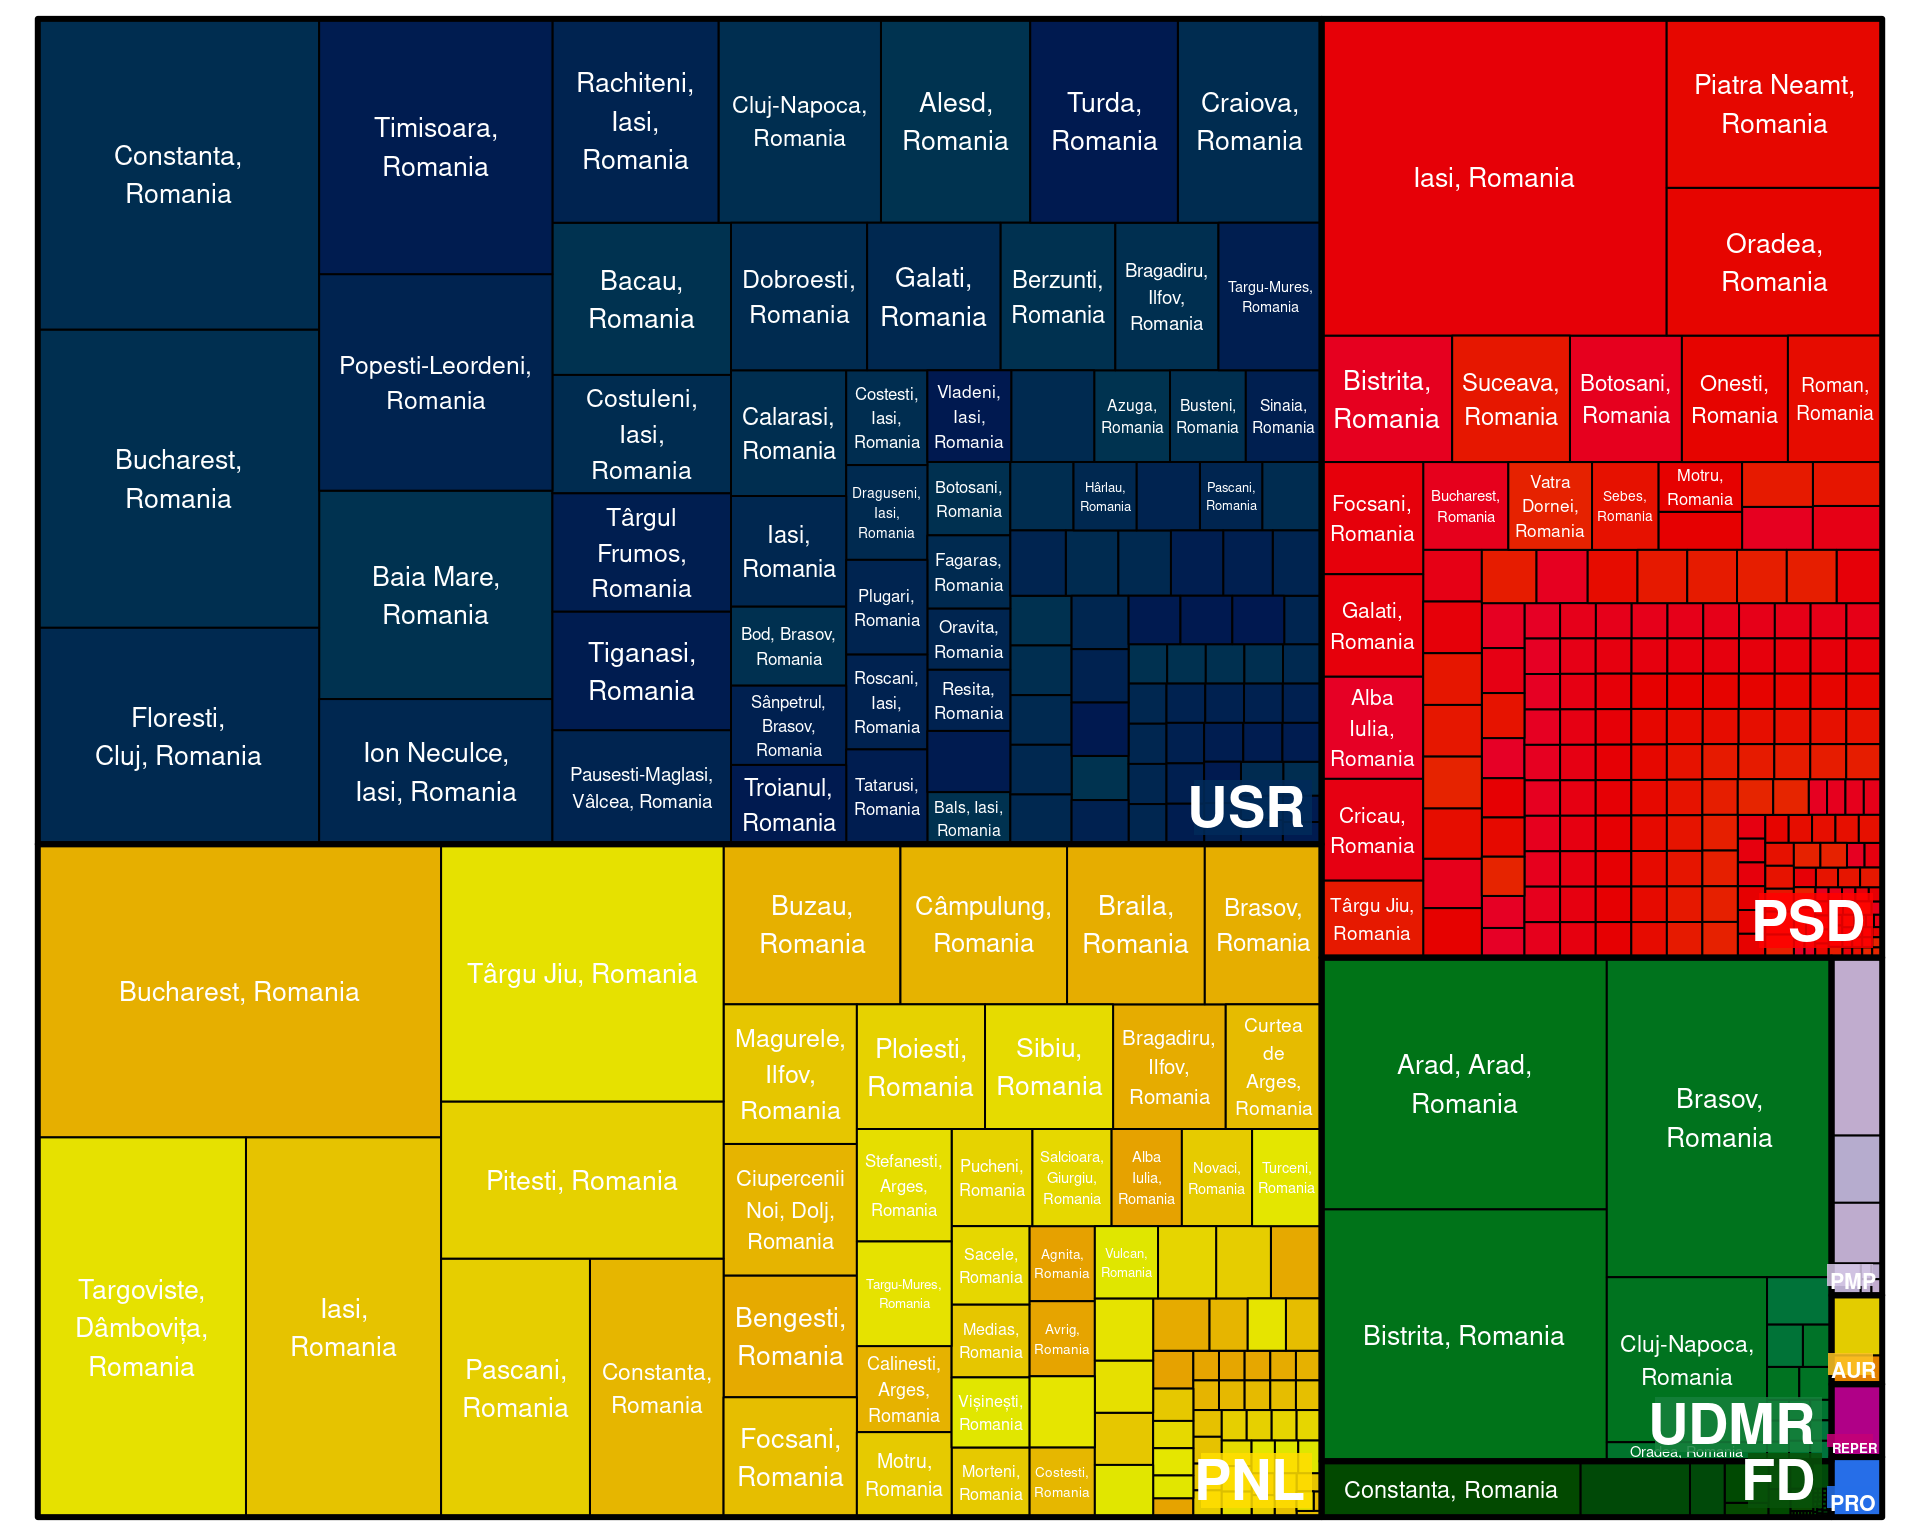 Constanta,
Romania
Bucharest,
Romania
Floresti,
Cluj, Romania
Timisoara,
Romania
Popesti-Leordeni,
Romania
Baia Mare,
Romania
Ion Neculce,
Iasi, Romania
Rachiteni,
Iasi,
Romania
Cluj-Napoca,
Romania
Alesd,
Romania
Turda,
Romania
Craiova,
Romania
Bacau,
Romania
Costuleni,
Iasi,
Romania
Târgul
Frumos,
Romania
Tiganasi,
Romania
Pausesti-Maglasi,
Vâlcea, Romania
Dobroesti,
Romania
Galati,
Romania
Berzunti,
Romania
Bragadiru,
Ilfov,
Romania
Targu-Mures,
Romania
Calarasi,
Romania
Iasi,
Romania
Bod, Brasov,
Romania
Sânpetrul,
Brasov,
Romania
Troianul,
Romania
Costesti,
Iasi,
Romania
Draguseni,
Iasi,
Romania
Plugari,
Romania
Roscani,
Iasi,
Romania
Tatarusi,
Romania
Vladeni,
Iasi,
Romania
Botosani,
Romania
Fagaras,
Romania
Oravita,
Romania
Resita,
Romania
Bals, Iasi,
Romania
Azuga,
Romania
Busteni,
Romania
Sinaia,
Romania
Hârlau,
Romania
Pascani,
Romania
USR
Iasi, Romania
Piatra Neamt,
Romania
Oradea,
Romania
Bistrita,
Romania
Suceava,
Romania
Botosani,
Romania
Onesti,
Romania
Roman,
Romania
Focsani,
Romania
Galati,
Romania
Alba
Iulia,
Romania
Cricau,
Romania
Târgu Jiu,
Romania
Bucharest,
Romania
Vatra
Dornei,
Romania
Sebes,
Romania
Motru,
Romania
PSD
Bucharest, Romania
Targoviste,
Dâmbovița,
Romania
Iasi,
Romania
Târgu Jiu, Romania
Pitesti, Romania
Pascani,
Romania
Constanta,
Romania
Buzau,
Romania
Câmpulung,
Romania
Braila,
Romania
Brasov,
Romania
Magurele,
Ilfov,
Romania
Ciupercenii
Noi, Dolj,
Romania
Bengesti,
Romania
Focsani,
Romania
Ploiesti,
Romania
Sibiu,
Romania
Bragadiru,
Ilfov,
Romania
Curtea
de
Arges,
Romania
Stefanesti,
Arges,
Romania
Targu-Mures,
Romania
Calinesti,
Arges,
Romania
Motru,
Romania
Pucheni,
Romania
Salcioara,
Giurgiu,
Romania
Alba
Iulia,
Romania
Novaci,
Romania
Turceni,
Romania
Sacele,
Romania
Medias,
Romania
Vișinești,
Romania
Morteni,
Romania
Agnita,
Romania
Avrig,
Romania
Costesti,
Romania
Vulcan,
Romania
PNL
Arad, Arad,
Romania
Bistrita, Romania
Brasov,
Romania
Cluj-Napoca,
Romania
Oradea, Romania
UDMR
Constanta, Romania
FD
PMP
AUR
REPER
PRO